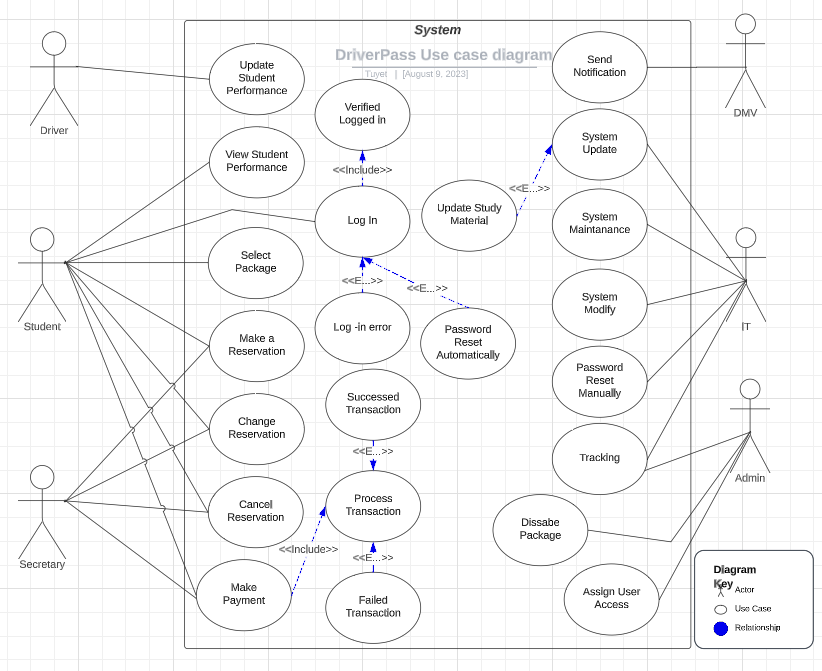 System
DriverPass Use case diagram
Tuyet | [August 9, 2023]
Driver
Student
Secretary
DMV
IT
Admin
Update
Student
Performance
View Student
Performance
Select
Package
Make a
Reservation
Change
Reservation
Cancel
Reservation
Make
Payment
Verified
Logged in
<<Include>>
Log In
<<E...>>
<<E...>>
Log -in error
Password
Reset
Automatically
Successed
Transaction
<<E...>>
Process
Transaction
<<Include>>
<<E...>>
Failed
Transaction
Update Study
Material
<<E...>>
Send
Notification
System
Update
System
Maintanance
System
Modify
Password
Reset
Manually
Tracking
Dissabe
Package
Assign User
Access
Diagram
Key
Actor
Use Case
Relationship